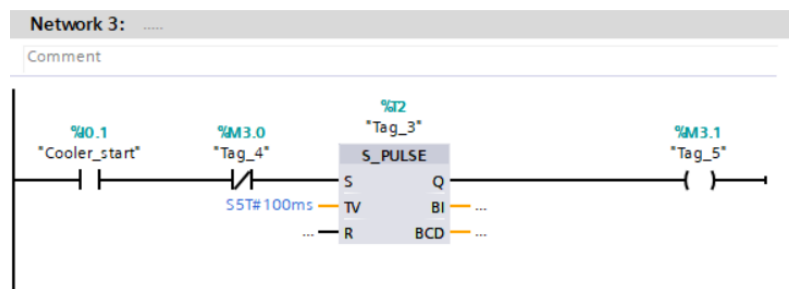 Network 3: .....
Comment
%T2
"Tag_3"
%I0.1
"Cooler_start"
%M3.0
"Tag_4"
%M3.1
"Tag_5"
S_PULSE
S Q
S5T#100ms TV BI ...
... R BCD ...